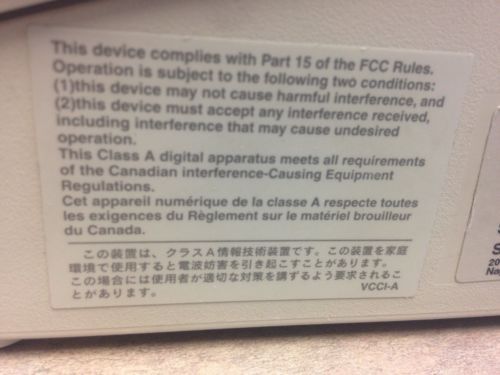 This device complies with Part 15 of the FCC Rules.
Operation is subject to the following two conditions:
(1)this device may not cause harmful interference, and
(2)this device must accept any interference received,
including interference that may cause undesired
operation.
This Class A digital apparatus meets all requirements
of the Canadian interference-Causing Equipment
Regulations.
Cet appareil numérique de la classe A respecte toutes
les exigences du Règlement sur le matériel brouilleur
du Canada.
この装置は、クラスA情報技術装置です。この装置を家庭
環境で使用すると電波妨害を引き起こすことがあります。
この場合には使用者が適切な対策を講ずるよう要求されるこ
とがあります。
VCCI-A
S
20
Nap